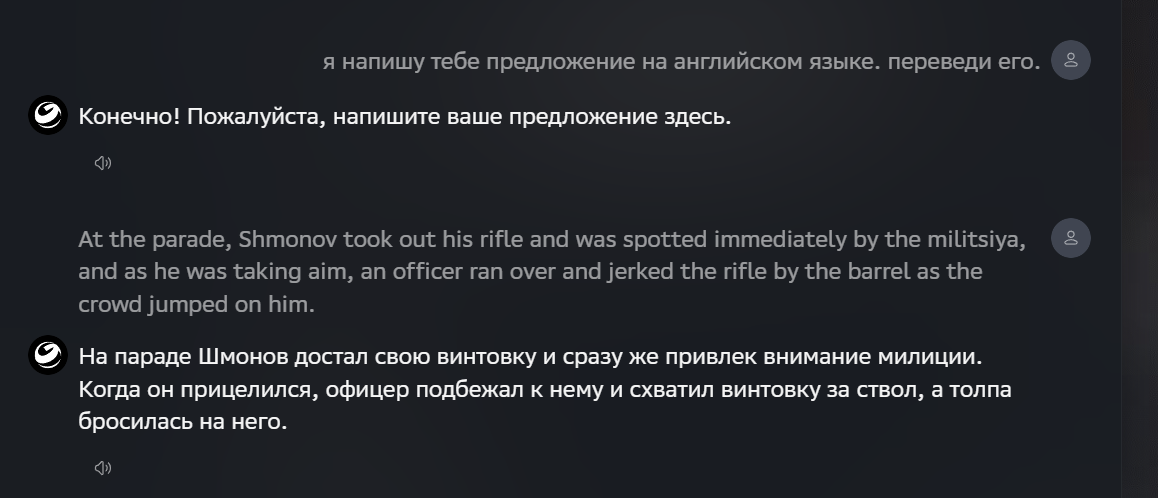 я напишу тебе предложение на английском языке. переведи его.
Конечно! Пожалуйста, напишите ваше предложение здесь.
At the parade, Shmonov took out his rifle and was spotted immediately by the militsiya,
and as he was taking aim, an officer ran over and jerked the rifle by the barrel as the
crowd jumped on him.
На параде Шмонов достал свою винтовку и сразу же привлек внимание милиции.
Когда он прицелился, офицер подбежал к нему и схватил винтовку за ствол, а толпа
бросилась на него.